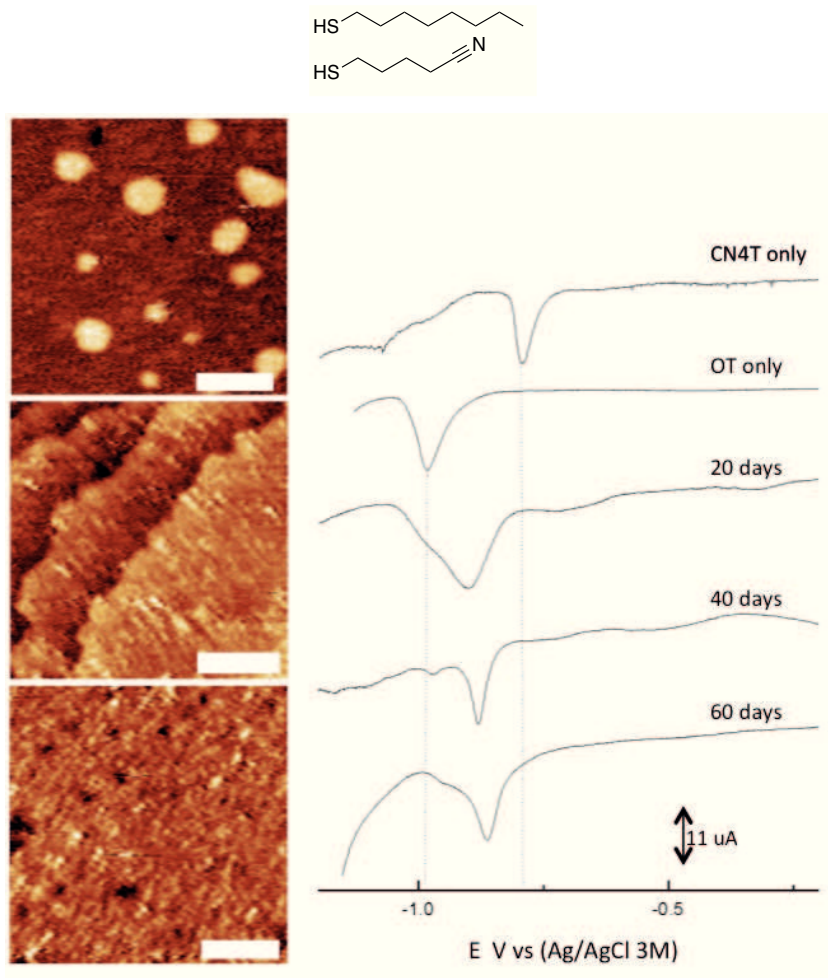 HS
N
HS
CN4T only
OT only
20 days
40 days
60 days
11 uA
-1.0
-0.5
E V vs (Ag/AgCl 3M)